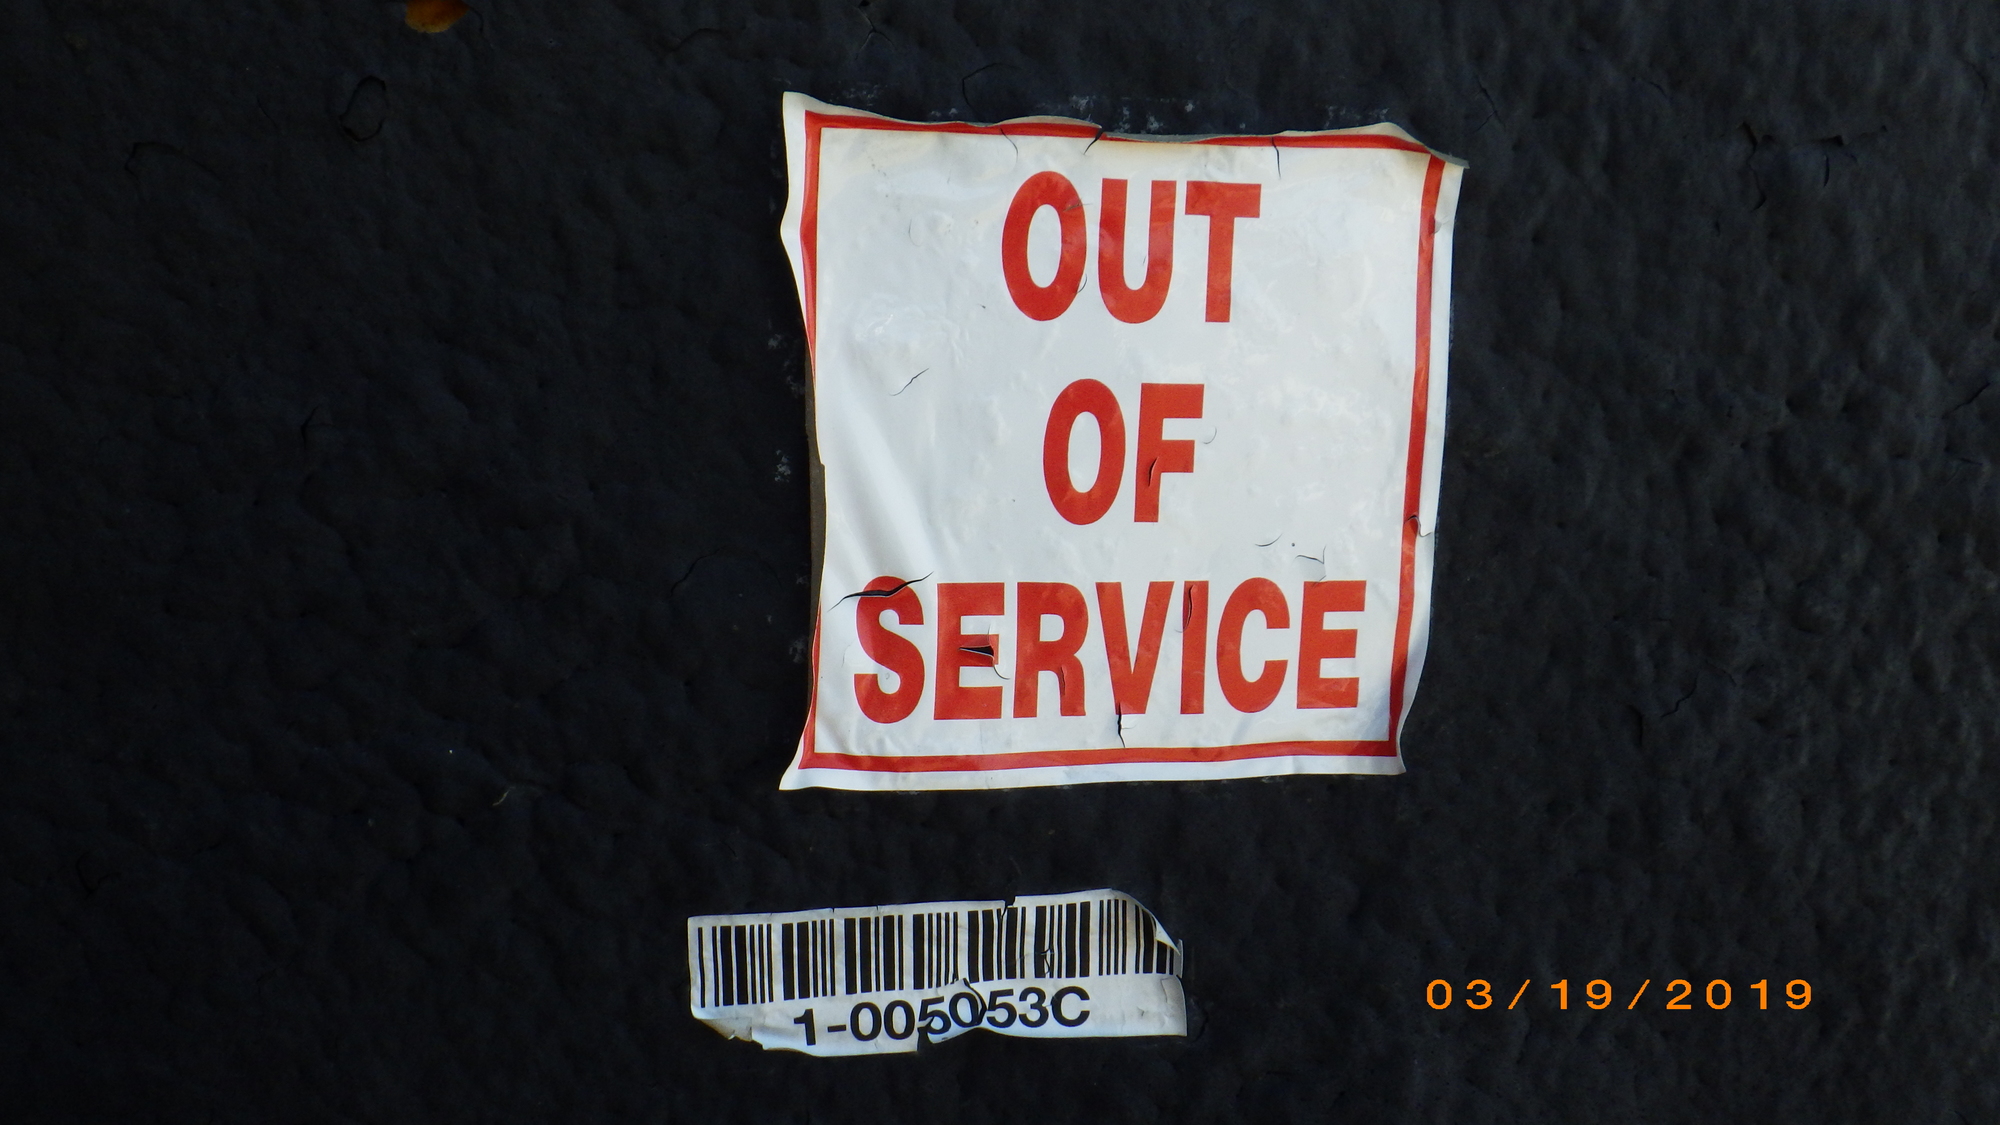 OUT
OF
SERVICE
1-005053C
03/19/2019